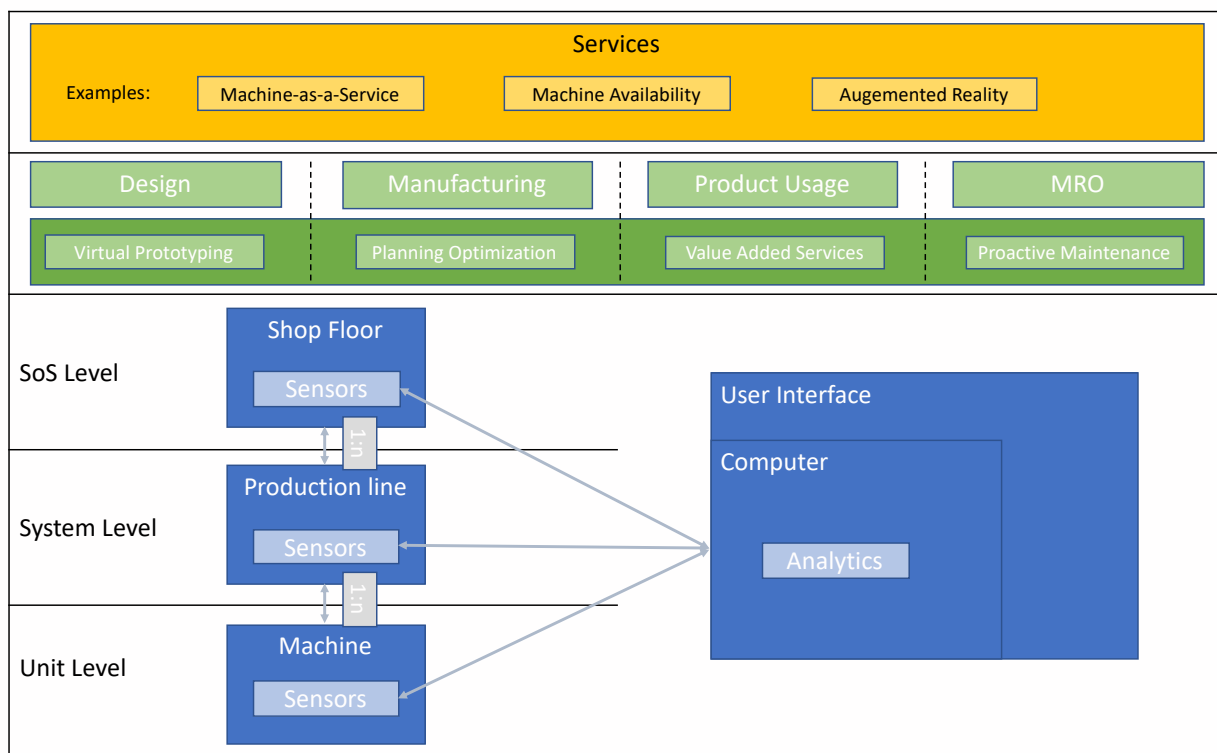 Services
Examples:
Machine-as-a-Service
Machine Availability
Augemented Reality
Design
Manufacturing
Product Usage
MRO
Virtual Prototyping
Planning Optimization
Value Added Services
Proactive Maintenance
SoS Level
Shop Floor
Sensors
1:n
System Level
Production line
Sensors
1:n
Unit Level
Machine
Sensors
User Interface
Computer
Analytics